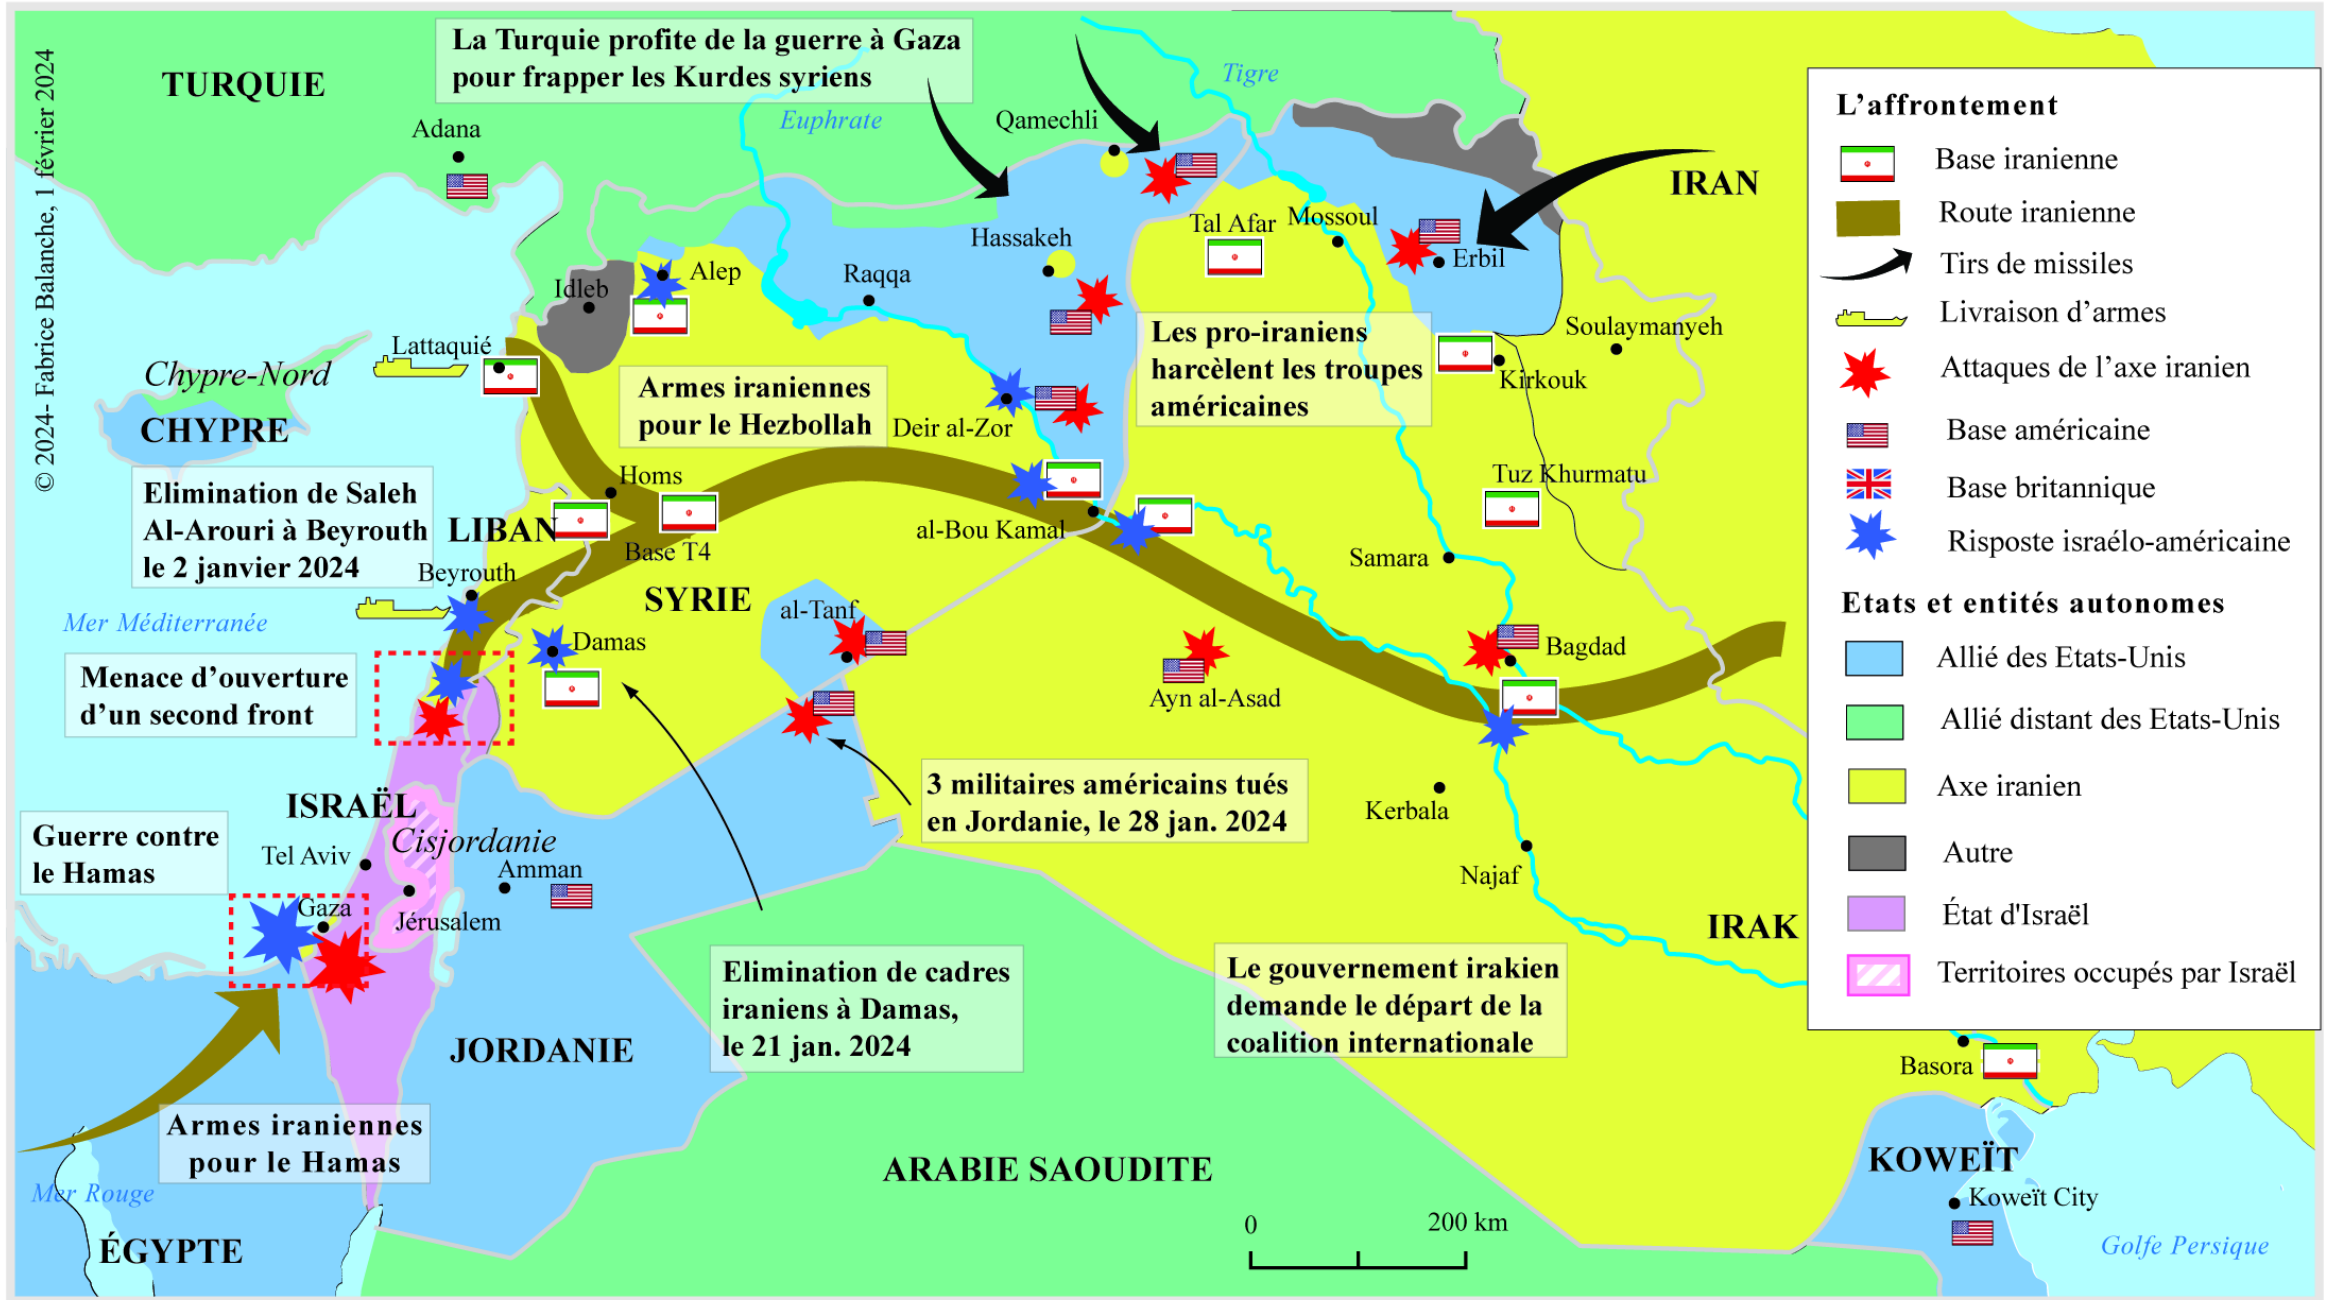 © 2024- Fabrice Balanche, 1 février 2024
La Turquie profite de la guerre à Gaza
pour frapper les Kurdes syriens
TURQUIE
Adana
Euphrate
Tigre
Qamechli
IRAN
Hassakeh
Tal Afar
Mossoul
Erbil
Idleb
Alep
Raqqa
Lattaquié
Chypre-Nord
CHYPRE
Armes iraniennes
pour le Hezbollah
Deir al-Zor
Les pro-iraniens
harcèlent les troupes
américaines
Soulaymanyeh
Kirkouk
Elimination de Saleh
Al-Arouri à Beyrouth
le 2 janvier 2024
Homs
LIBAN
Base T4
al-Bou Kamal
Tuz Khurmatu
Samara
Beyrouth
SYRIE
al-Tanf
Mer Méditerranée
Damas
Bagdad
Menace d’ouverture
d’un second front
Ayn al-Asad
3 militaires américains tués
en Jordanie, le 28 jan. 2024
ISRAËL
Cisjordanie
Guerre contre
le Hamas
Tel Aviv
Amman
Kerbala
Najaf
Gaza
Jérusalem
IRAK
Elimination de cadres
iraniens à Damas,
le 21 jan. 2024
Le gouvernement irakien
demande le départ de la
coalition internationale
JORDANIE
Armes iraniennes
pour le Hamas
Mer Rouge
ÉGYPTE
ARABIE SAOUDITE
0
200 km
Basora
KOWEÏT
Koweït City
Golfe Persique
L’affrontement
Base iranienne
Route iranienne
Tirs de missiles
Livraison d’armes
Attaques de l’axe iranien
Base américaine
Base britannique
Risposte israélo-américaine
Etats et entités autonomes
Allié des Etats-Unis
Allié distant des Etats-Unis
Axe iranien
Autre
État d'Israël
Territoires occupés par Israël